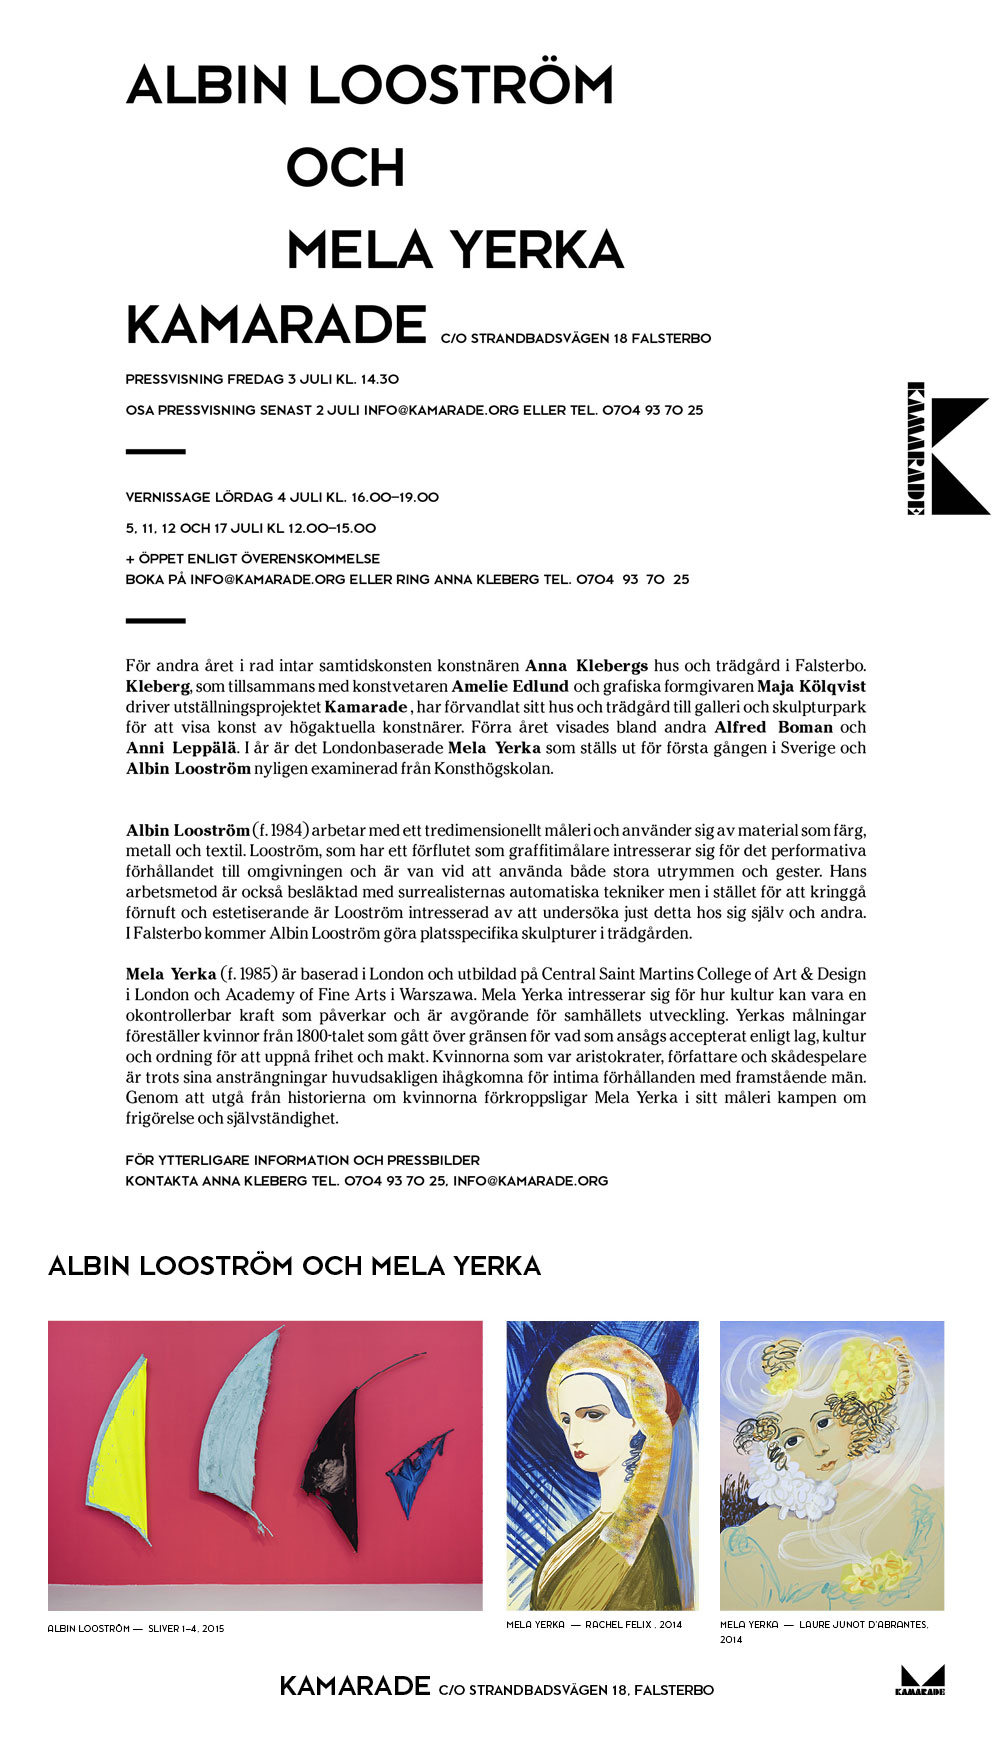 ALBIN LOOSTRÖM
OCH
MELA YERKA
KAMARADE C/O STRANDBADSVÄGEN 18 FALSTERBO
PRESSVISNING FREDAG 3 JULI KL. 14.30
OSA PRESSVISNING SENAST 2 JULI INFO@KAMARADE.ORG ELLER TEL. 0704 93 70 25
KAMARADE
K
VERNISSAGE LÖRDAG 4 JULI KL. 16.00–19.00
5, 11, 12 OCH 17 JULI KL 12.00–15.00
+ ÖPPET ENLIGT ÖVERENSKOMMELSE
BOKA PÅ INFO@KAMARADE.ORG ELLER RING ANNA KLEBERG TEL. 0704 93 70 25
För andra året i rad intar samtidskonsten konstnären Anna Klebergs hus och trädgård i Falsterbo.
Kleberg, som tillsammans med konstvetaren Amelie Edlund och grafiska formgivaren Maja Kölqvist
driver utställningsprojektet Kamarade , har förvandlat sitt hus och trädgård till galleri och skulpturpark
för att visa konst av högaktuella konstnärer. Förra året visades bland andra Alfred Boman och
Anni Leppälä. I år är det Londonbaserade Mela Yerka som ställs ut för första gången i Sverige och
Albin Looström nyligen examinerad från Konsthögskolan.
Albin Looström (f. 1984) arbetar med ett tredimensionellt måleri och använder sig av material som färg,
metall och textil. Looström, som har ett förflutet som graffitimålare intresserar sig för det performativa
förhållandet till omgivningen och är van vid att använda både stora utrymmen och gester. Hans
arbetsmetod är också besläktad med surrealisternas automatiska tekniker men i stället för att kringgå
förnuft och estetiserande är Looström intresserad av att undersöka just detta hos sig själv och andra.
I Falsterbo kommer Albin Looström göra platsspecifika skulpturer i trädgården.
Mela Yerka (f. 1985) är baserad i London och utbildad på Central Saint Martins College of Art & Design
i London och Academy of Fine Arts i Warszawa. Mela Yerka intresserar sig för hur kultur kan vara en
okontrollerbar kraft som påverkar och är avgörande för samhällets utveckling. Yerkas målningar
föreställer kvinnor från 1800-talet som gått över gränsen för vad som ansågs accepterat enligt lag, kultur
och ordning för att uppnå frihet och makt. Kvinnorna som var aristokrater, författare och skådespelare
är trots sina ansträngningar huvudsakligen ihågkomna för intima förhållanden med framstående män.
Genom att utgå från historierna om kvinnorna förkroppsligar Mela Yerka i sitt måleri kampen om
frigörelse och självständighet.
FÖR YTTERLIGARE INFORMATION OCH PRESSBILDER
KONTAKTA ANNA KLEBERG TEL. 0704 93 70 25, INFO@KAMARADE.ORG
ALBIN LOOSTRÖM OCH MELA YERKA
ALBIN LOOSTRÖM — SLIVER 1–4, 2015
MELA YERKA — RACHEL FELIX , 2014
MELA YERKA — LAURE JUNOT D'ABRANTES,
2014
KAMARADE C/O STRANDBADSVÄGEN 18, FALSTERBO
KAMARADE